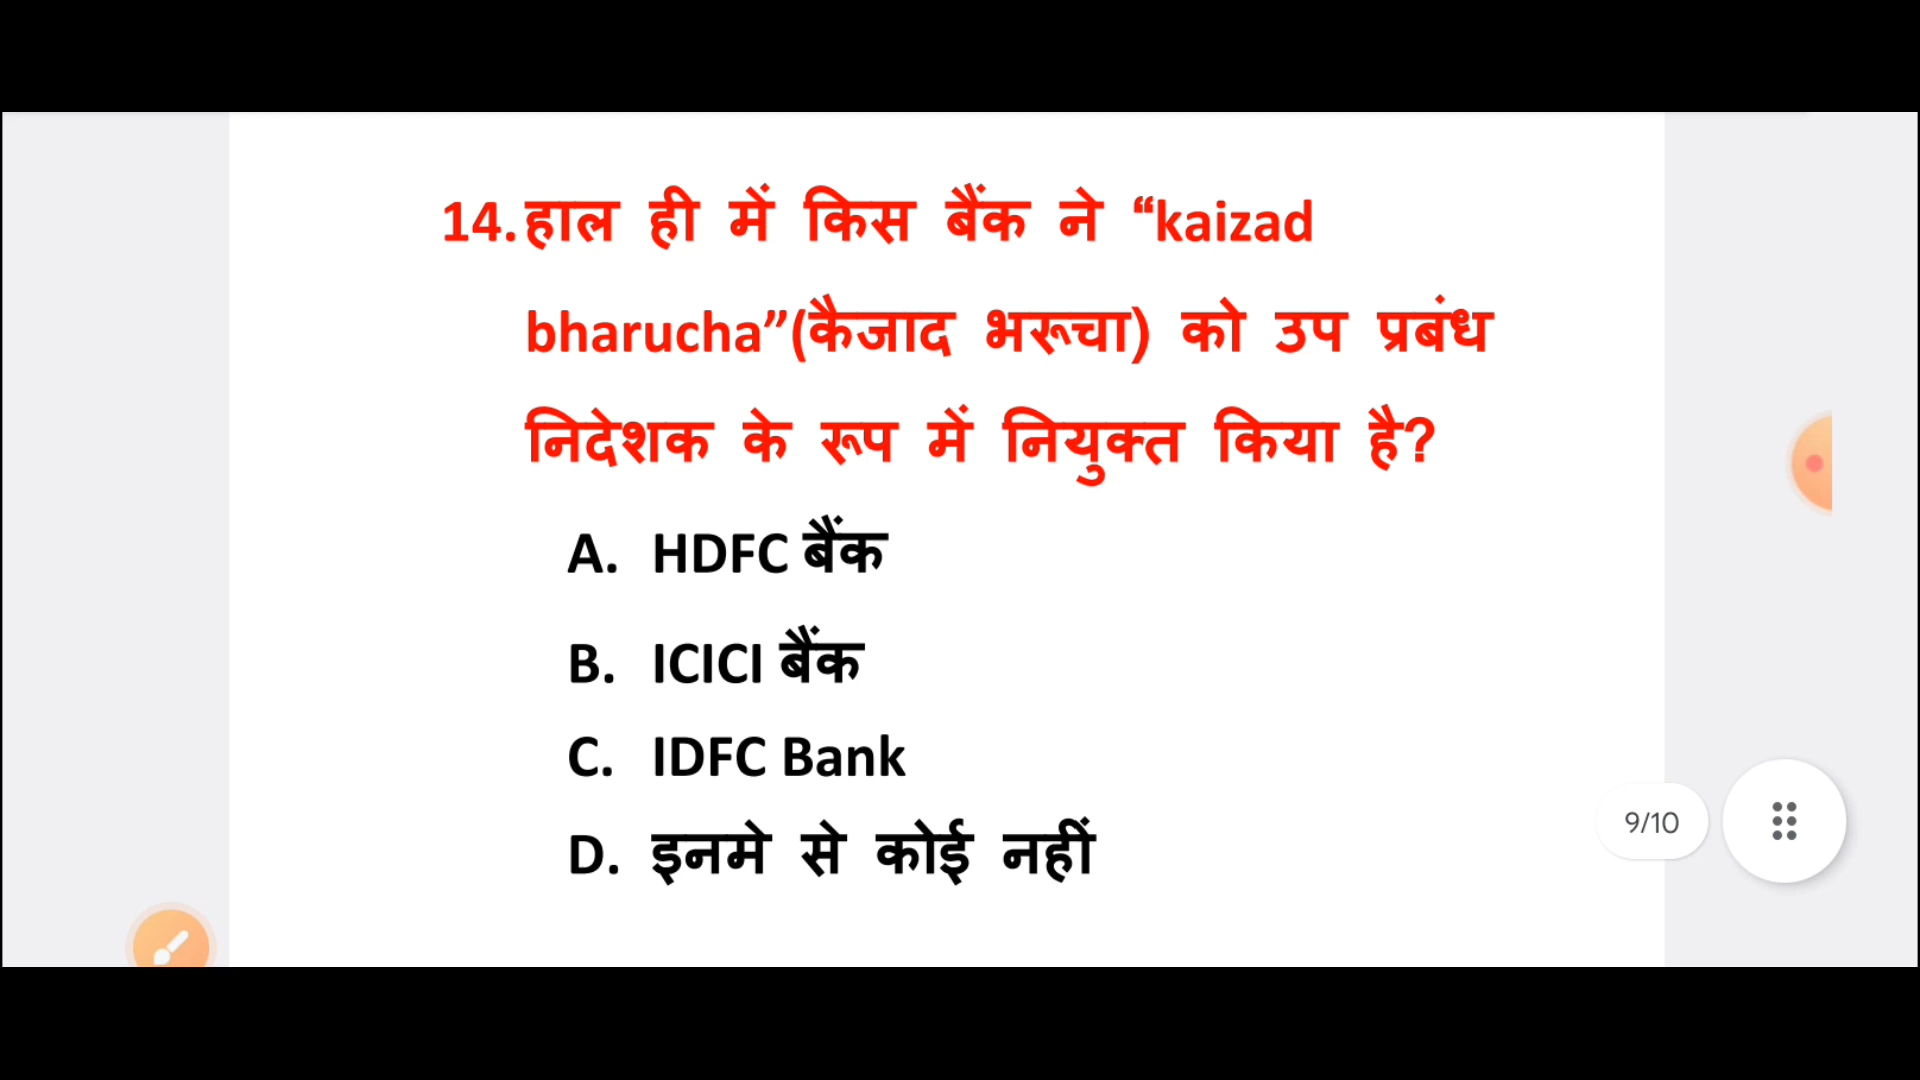 14. हाल ही में किस बैंक ने “kaizad
bharucha”(कैजाद भरूचा) को उप प्रबंध
निदेशक के रूप में नियुक्त किया है?
A. HDFC बैंक
B. ICICI बैंक
C. IDFC Bank
D. इनमे से कोई नहीं
9/10